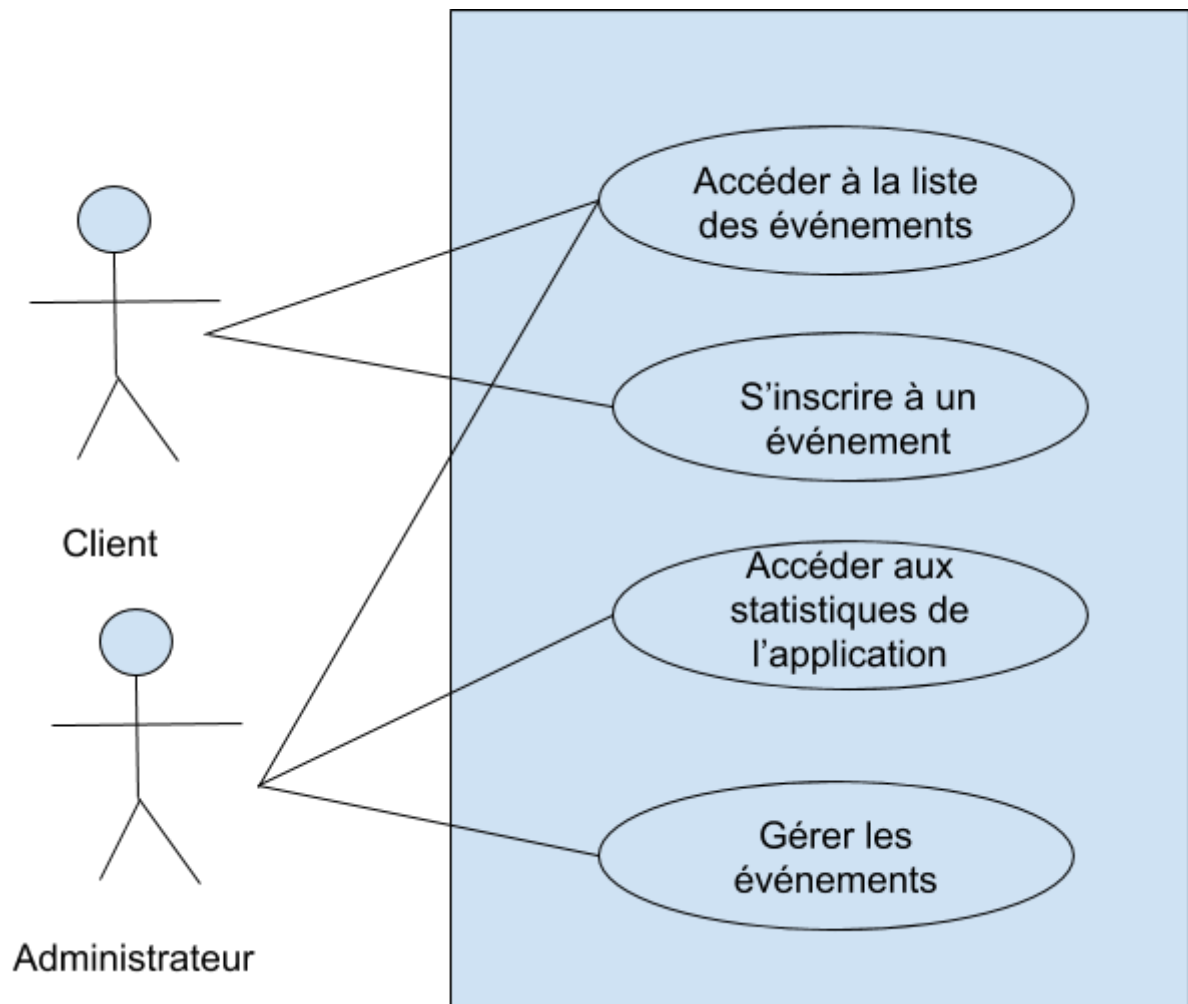 Accéder à la liste
des événements
S’inscrire à un
événement
Client
Accéder aux
statistiques de
l’application
Gérer les
événements
Administrateur